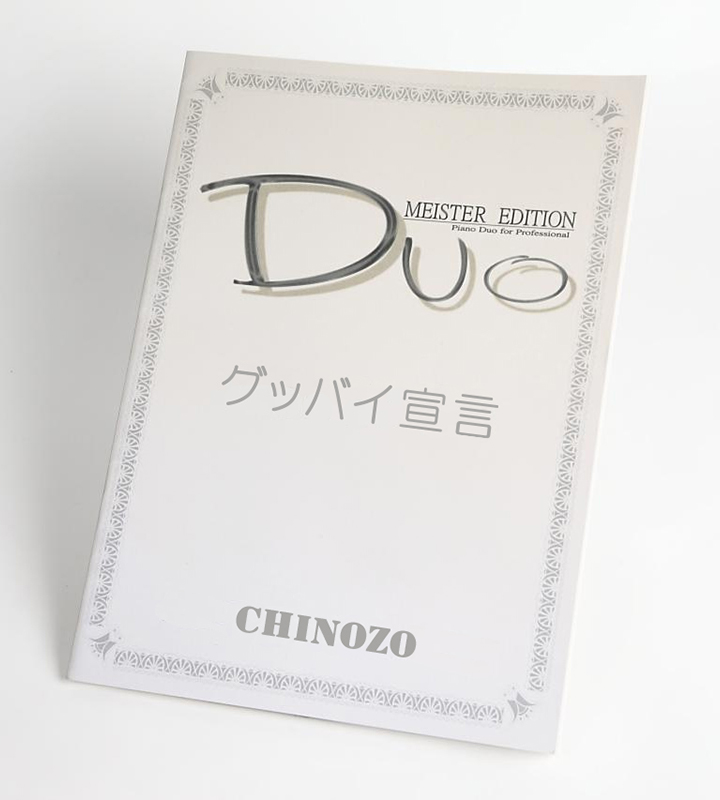 DUO
MEISTER EDITION
Piano Duo for Professional
グッバイ宣言
CHINOZO